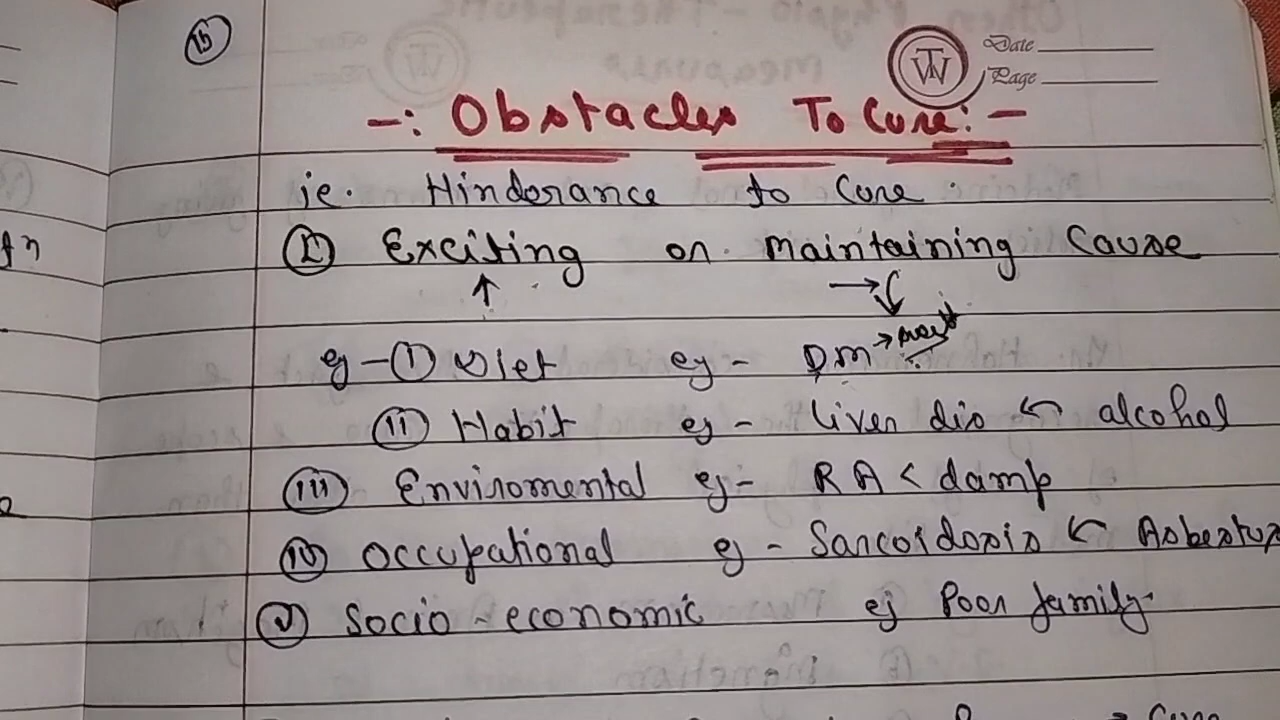 15
Date
Page
-: Obstacles To Cure:-
ie. Hinderance to Cure.
① Exciting or maintaining Cause
↑ →
eg - (i) Diet eg - DM →
(ii) Habit eg - liver dis ← alcohol
(iii) Enviromental eg - RA < damp
(iv) Occupational eg - Sarcoidosis ← Asbestus
(v) Socio-economic eg Poor family.